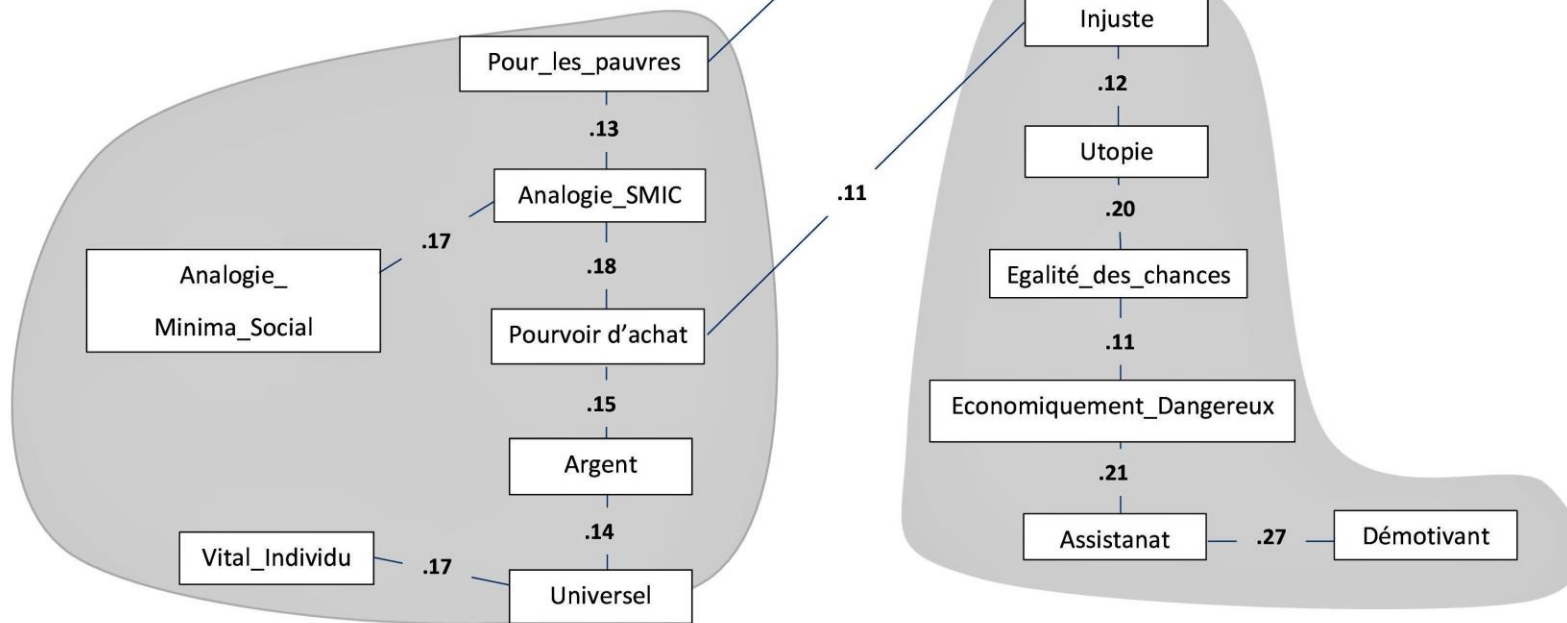 Pour_les_pauvres
.13
Analogie_SMIC
.17
Analogie_
Minima_Social
.18
Pourvoir d'achat
.15
Argent
.14
Vital_Individu
.17
Universel
.11
Injuste
.12
Utopie
.20
Egalité_des_chances
.11
Economiquement_Dangereux
.21
Assistanat
.27
Démotivant